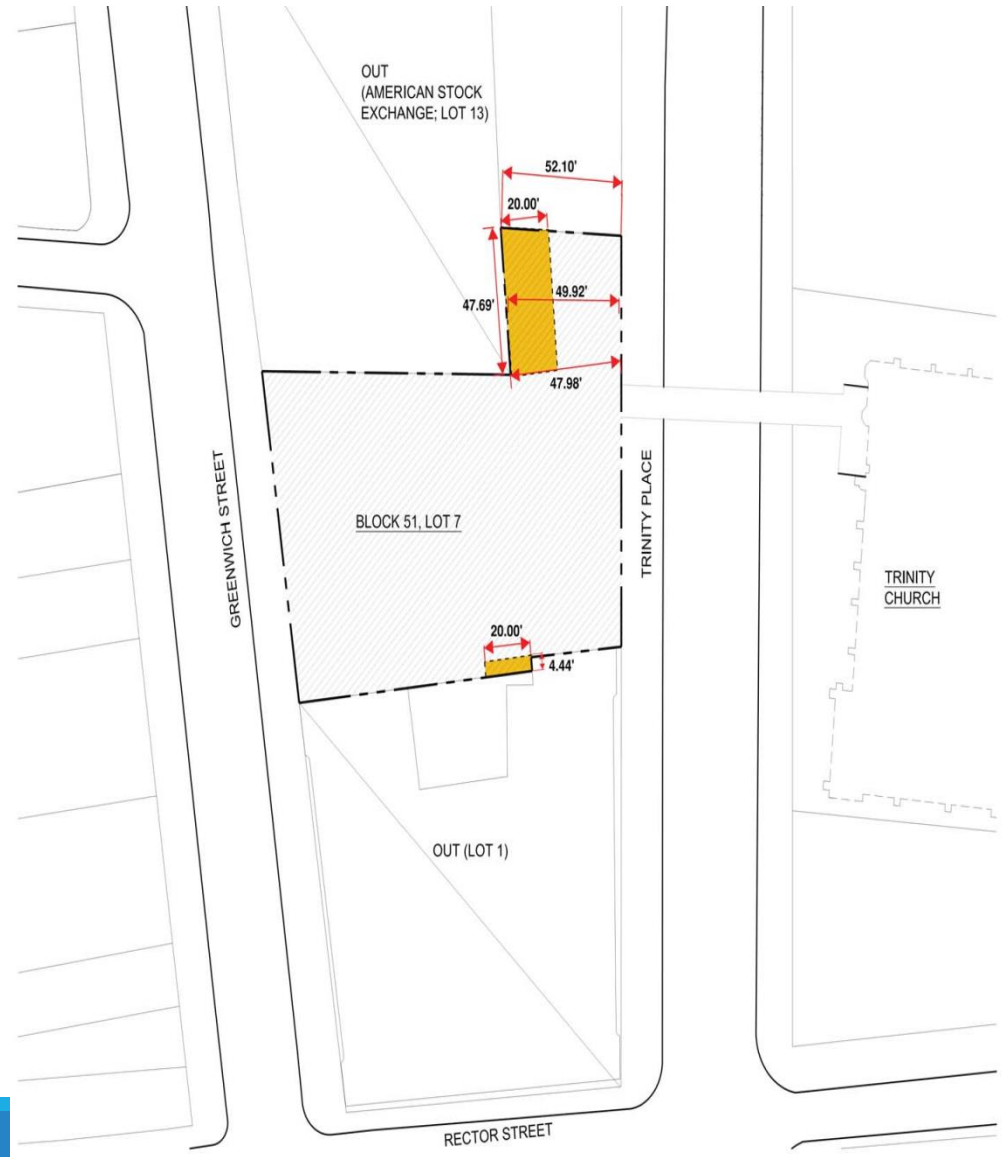 OUT
(AMERICAN STOCK
EXCHANGE; LOT 13)
52.10'
20.00'
47.69'
49.92'
47.98'
GREENWICH STREET
BLOCK 51, LOT 7
TRINITY PLACE
TRINITY
CHURCH
20.00'
4.44'
OUT (LOT 1)
RECTOR STREET